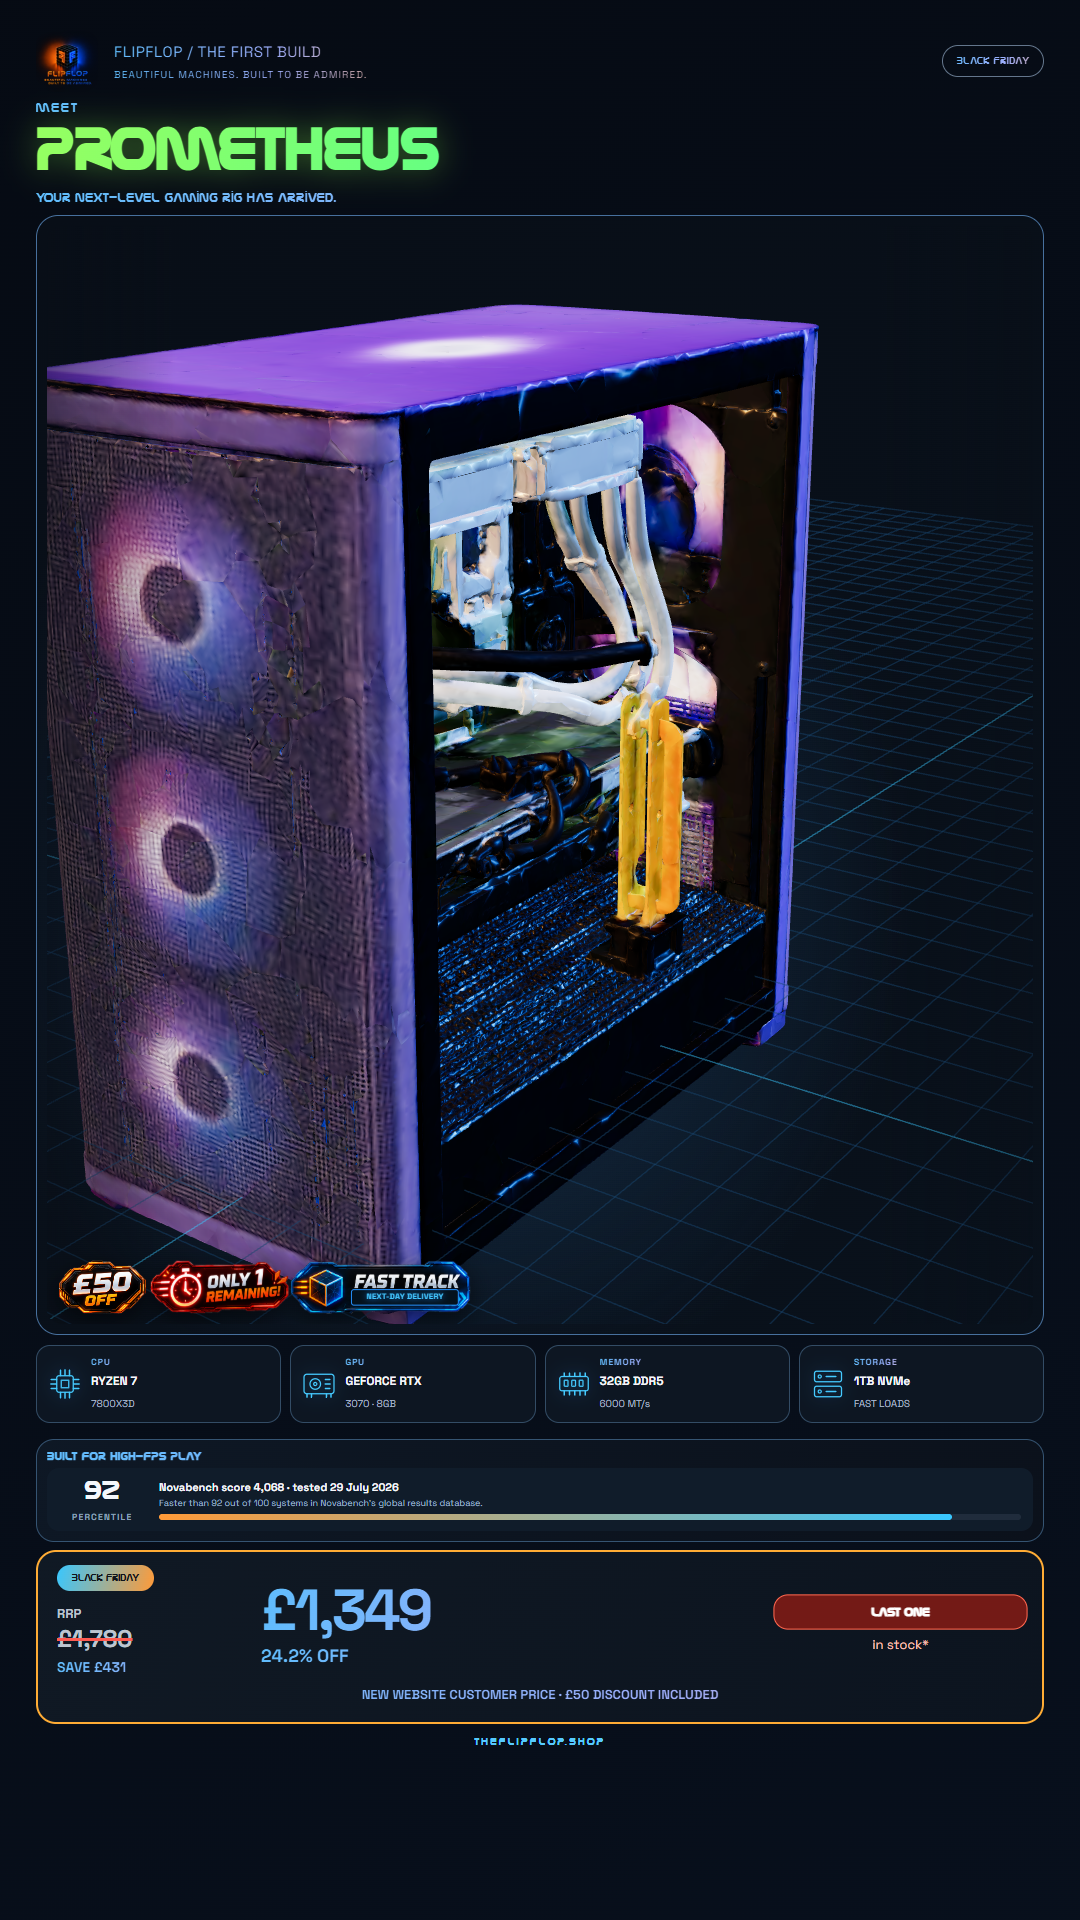 FLIPFLOP
FLIPFLOP / THE FIRST BUILD
BEAUTIFUL MACHINES. BUILT TO BE ADMIRED.
BLACK FRIDAY
MEET
PROMETHEUS
YOUR NEXT-LEVEL GAMING RIG HAS ARRIVED.
£50
OFF
ONLY 1
REMAINING!
FAST TRACK
NEXT-DAY DELIVERY
CPU
RYZEN 7
7800X3D
GPU
GEFORCE RTX
3070 · 8GB
MEMORY
32GB DDR5
6000 MT/s
STORAGE
1TB NVMe
FAST LOADS
BUILT FOR HIGH-FPS PLAY
92
PERCENTILE
Novabench score 4,068 · tested 29 July 2026
Faster than 92 out of 100 systems in Novabench's global results database.
BLACK FRIDAY
RRP
£1,780
SAVE £431
£1,349
24.2% OFF
LAST ONE
in stock*
NEW WEBSITE CUSTOMER PRICE · £50 DISCOUNT INCLUDED
THEFLIPFLOP.SHOP